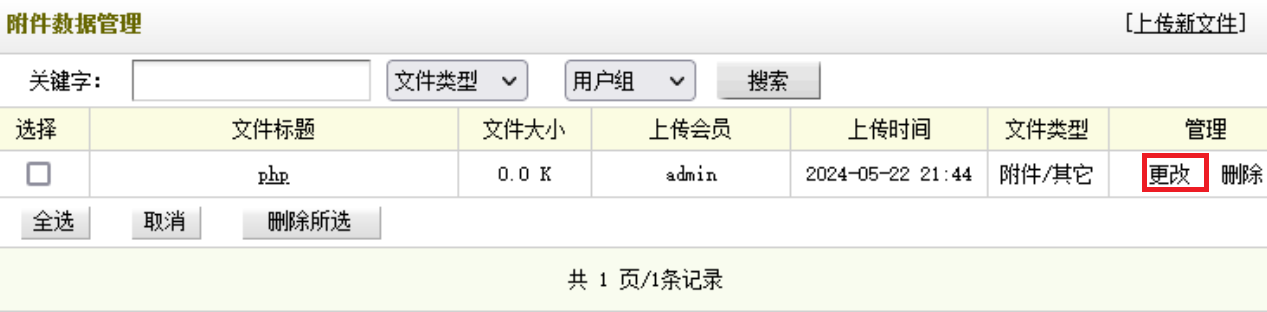 附件数据管理 [上传新文件]
关键字: 文件类型 用户组 搜索
选择 文件标题 文件大小 上传会员 上传时间 文件类型 管理
php 0.0 K admin 2024-05-22 21:44 附件/其它 更改 删除
全选 取消 删除所选
共 1 页/1条记录